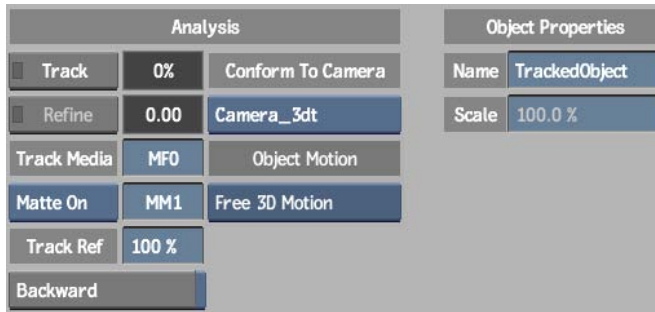 Analysis
Object Properties
Track 0% Conform To Camera
Name TrackedObject
Refine 0.00 Camera_3dt
Scale 100.0 %
Track Media MF0 Object Motion
Matte On MM1 Free 3D Motion
Track Ref 100 %
Backward